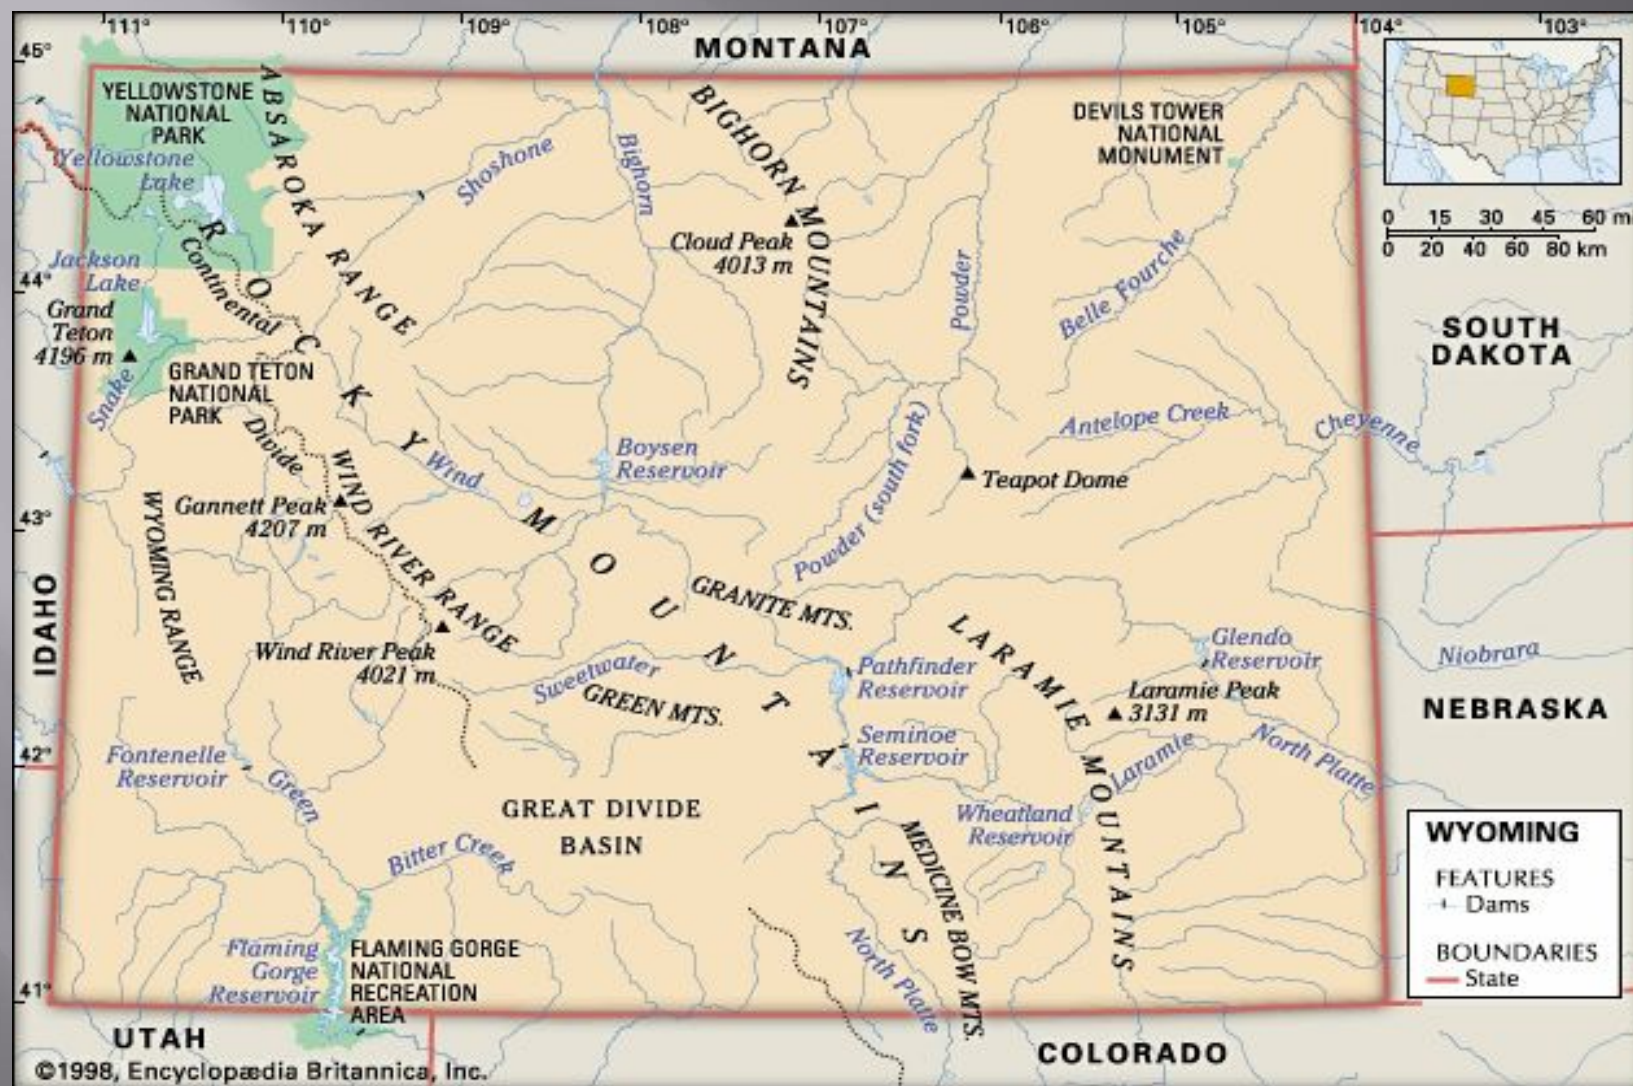 111°
110°
109°
108°
107°
106°
105°
104°
103°
45°
44°
43°
42°
41°
MONTANA
YELLOWSTONE
NATIONAL
PARK
Yellowstone
Lake
ABSAROKA RANGE
Shoshone
Bighorn
BIGHORN MOUNTAINS
Cloud Peak
4013 m
DEVILS TOWER
NATIONAL
MONUMENT
0 15 30 45 60 mi
0 20 40 60 80 km
Jackson
Lake
Grand
Teton
4196 m
Snake
GRAND TETON
NATIONAL
PARK
Continental
Divide
ROCKY MOUNTAINS
Powder
Belle Fourche
SOUTH
DAKOTA
Antelope Creek
Cheyenne
Boysen
Reservoir
Wind
Powder (south fork)
Teapot Dome
Gannett Peak
4207 m
WIND RIVER RANGE
WYOMING RANGE
IDAHO
GRANITE MTS.
Wind River Peak
4021 m
Sweetwater
GREEN MTS.
LARAMIE MOUNTAINS
Pathfinder
Reservoir
Glendo
Reservoir
Laramie Peak
3131 m
Niobrara
NEBRASKA
Seminoe
Reservoir
Laramie
North Platte
Fontenelle
Reservoir
Green
GREAT DIVIDE
BASIN
Bitter Creek
Wheatland
Reservoir
MEDICINE BOW MTS.
North Platte
Flaming
Gorge
Reservoir
FLAMING GORGE
NATIONAL
RECREATION
AREA
WYOMING
FEATURES
Dams
BOUNDARIES
State
UTAH
COLORADO
©1998, Encyclopædia Britannica, Inc.